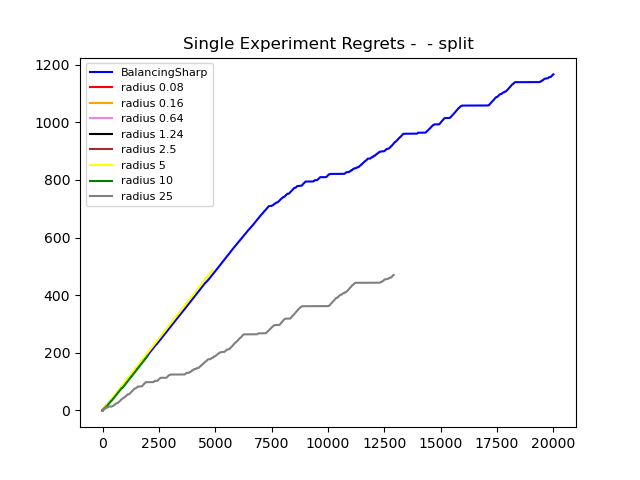 Single Experiment Regrets -  - split
1200
1000
800
600
400
200
0
BalancingSharp
radius 0.08
radius 0.16
radius 0.64
radius 1.24
radius 2.5
radius 5
radius 10
radius 25
0 2500 5000 7500 10000 12500 15000 17500 20000